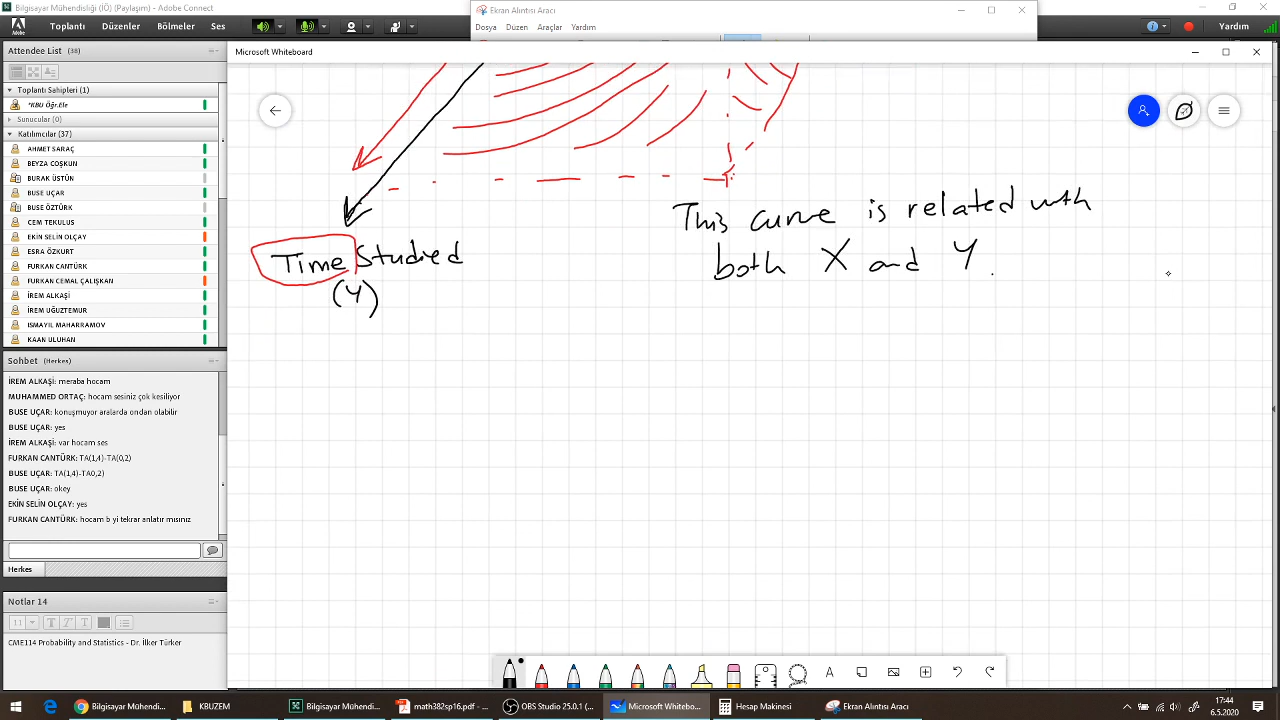 Bilgisayar Mühendisliği (İÖ) (Paylaşım) - Adobe Connect
Toplantı Düzenler Bölmeler Ses Yardım
Ekran Alıntısı Aracı
Dosya Düzen Araçlar Yardım
Attendee List (38)
Toplantı Sahipleri (1)
*KBU Öğr.Ele
Sunucular (0)
Katılımcılar (37)
AHMET SARAÇ
BEYZA COŞKUN
BURAK ÜSTÜN
BUSE UÇAR
BUSE ÖZTÜRK
CEM TEKULUS
EKİN SELİN OLÇAY
ESRA ÖZKURT
FURKAN CANTÜRK
FURKAN CEMAL ÇALIŞKAN
İREM ALKAŞİ
İREM UĞUZTEMUR
ISMAYIL MAHARRAMOV
KAAN ULUHAN
Sohbet (Herkes)
İREM ALKAŞİ: meraba hocam
MUHAMMED ORTAÇ: hocam sesiniz çok kesiliyor
BUSE UÇAR: konuşmuyor aralarda ondan olabilir
BUSE UÇAR: yes
İREM ALKAŞİ: var hocam ses
FURKAN CANTÜRK: TA(1,4)-TA(0,2)
BUSE UÇAR: TA(1,4)-TA0,2)
BUSE UÇAR: okey
EKİN SELİN OLÇAY: yes
FURKAN CANTÜRK: hocam b yi tekrar anlatır mısınız
Herkes
Notlar 14
11
CME114 Probability and Statistics - Dr. İlker Türker
Microsoft Whiteboard
This curve is related with
both X and Y.
Time Studied
(Y)
A
Bilgisayar Mühendi... KRUZEM Bilgisayar Mühendi... math382sp16.pdf - ... OBS Studio 25.0.1 (... Microsoft Whitebo... Hesap Makinesi Ekran Alıntısı Aracı
17:44
6.5.2020